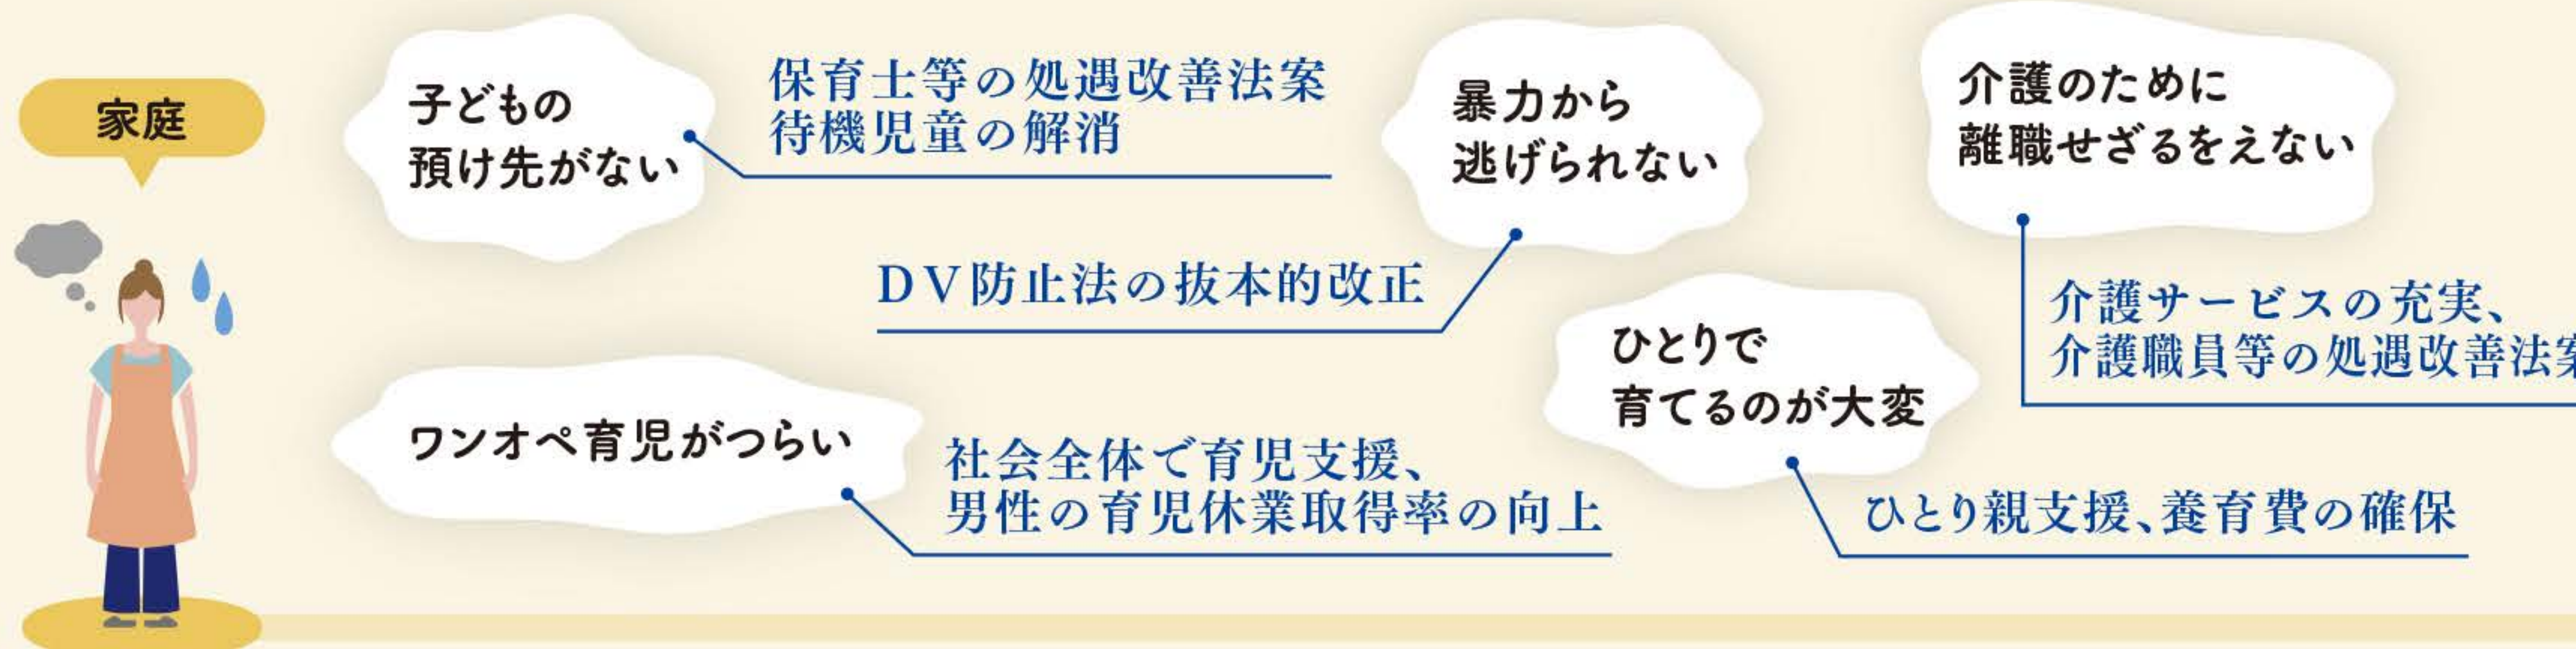 家庭
子どもの
預け先がない
保育士等の処遇改善法案
待機児童の解消
暴力から
逃げられない
DV防止法の抜本的改正
介護のために
離職せざるをえない
介護サービスの充実、
介護職員等の処遇改善法案
ワンオペ育児がつらい
社会全体で育児支援、
男性の育児休業取得率の向上
ひとりで
育てるのが大変
ひとり親支援、養育費の確保